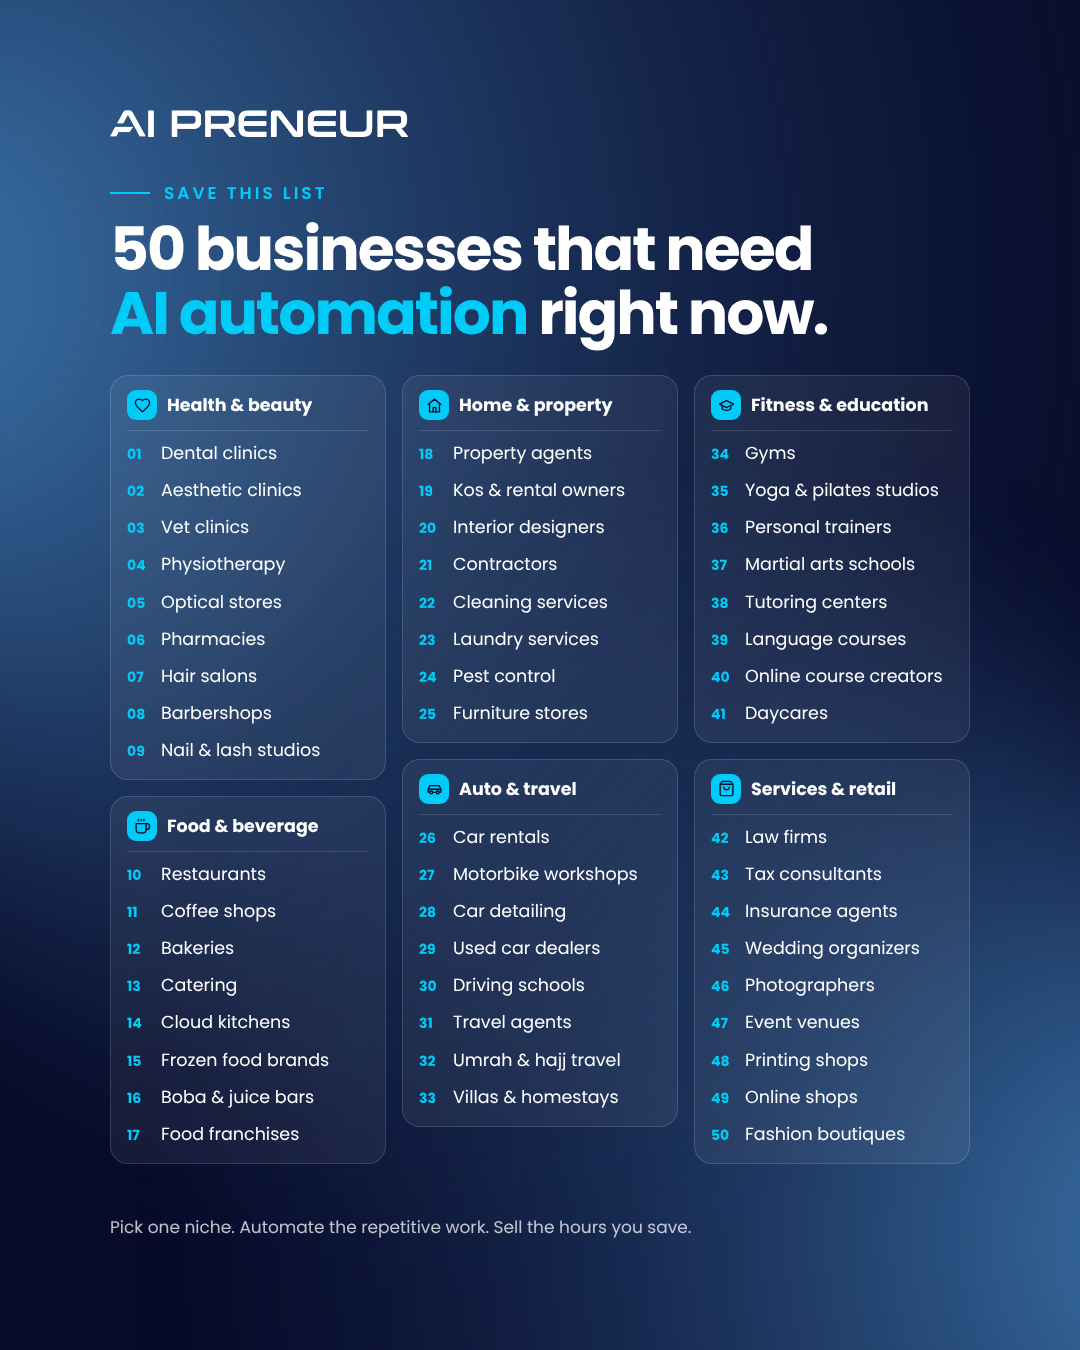 AI PRENEUR
SAVE THIS LIST
50 businesses that need
AI automation right now.
Health & beauty
01 Dental clinics
02 Aesthetic clinics
03 Vet clinics
04 Physiotherapy
05 Optical stores
06 Pharmacies
07 Hair salons
08 Barbershops
09 Nail & lash studios
Food & beverage
10 Restaurants
11 Coffee shops
12 Bakeries
13 Catering
14 Cloud kitchens
15 Frozen food brands
16 Boba & juice bars
17 Food franchises
Home & property
18 Property agents
19 Kos & rental owners
20 Interior designers
21 Contractors
22 Cleaning services
23 Laundry services
24 Pest control
25 Furniture stores
Auto & travel
26 Car rentals
27 Motorbike workshops
28 Car detailing
29 Used car dealers
30 Driving schools
31 Travel agents
32 Umrah & hajj travel
33 Villas & homestays
Fitness & education
34 Gyms
35 Yoga & pilates studios
36 Personal trainers
37 Martial arts schools
38 Tutoring centers
39 Language courses
40 Online course creators
41 Daycares
Services & retail
42 Law firms
43 Tax consultants
44 Insurance agents
45 Wedding organizers
46 Photographers
47 Event venues
48 Printing shops
49 Online shops
50 Fashion boutiques
Pick one niche. Automate the repetitive work. Sell the hours you save.